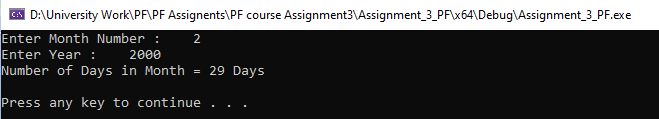 D:\University Work\PF\PF Assignents\PF course Assignment3\Assignment_3_PF\x64\Debug\Assignment_3_PF.exe
Enter Month Number :    2
Enter Year :    2000
Number of Days in Month = 29 Days
Press any key to continue . . .